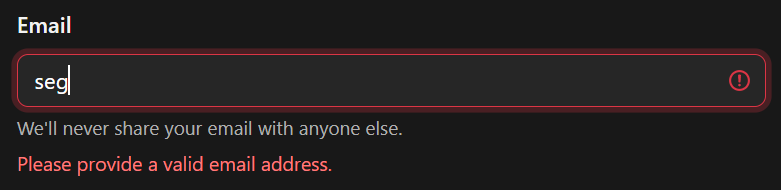 Email
seg
We'll never share your email with anyone else.
Please provide a valid email address.